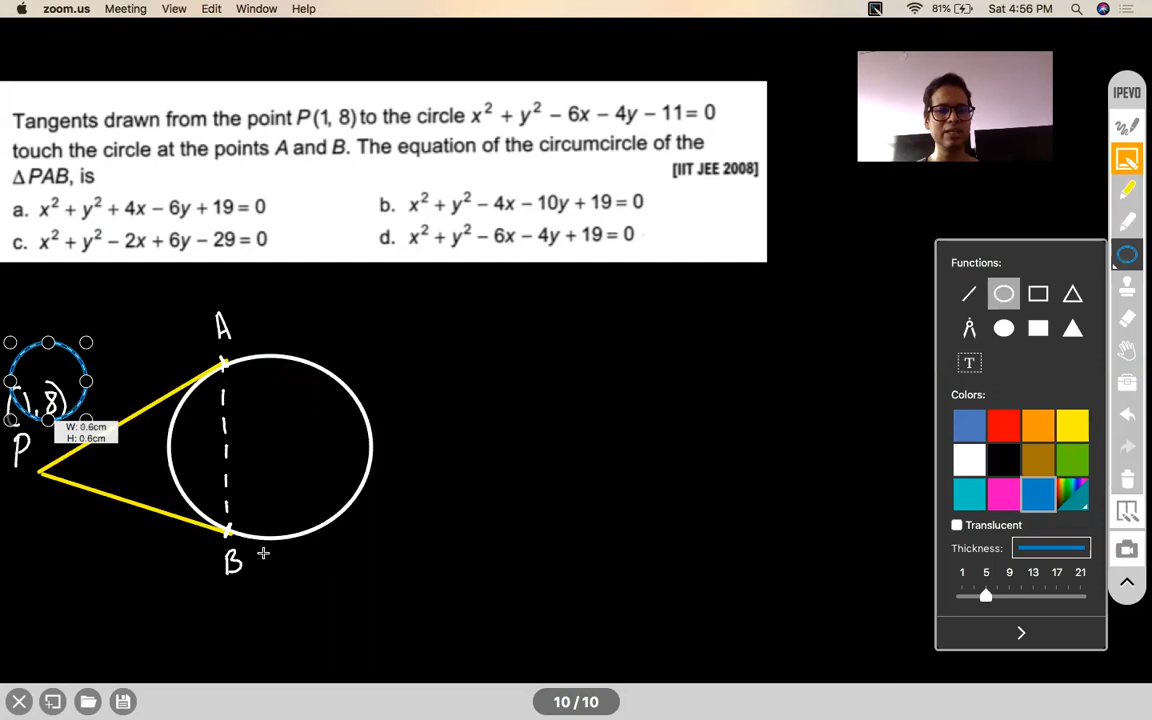 zoom.us Meeting View Edit Window Help 81% Sat 4:56 PM
Tangents drawn from the point P(1, 8) to the circle x² + y² − 6x − 4y − 11 = 0
touch the circle at the points A and B. The equation of the circumcircle of the
ΔPAB, is [IIT JEE 2008]
a. x² + y² + 4x − 6y + 19 = 0 b. x² + y² − 4x − 10y + 19 = 0
c. x² + y² − 2x + 6y − 29 = 0 d. x² + y² − 6x − 4y + 19 = 0
A
(1,8)
P
B
W: 0.6cm
H: 0.6cm
IPEVO
Functions:
T
Colors:
Translucent
Thickness:
1 5 9 13 17 21
10 / 10